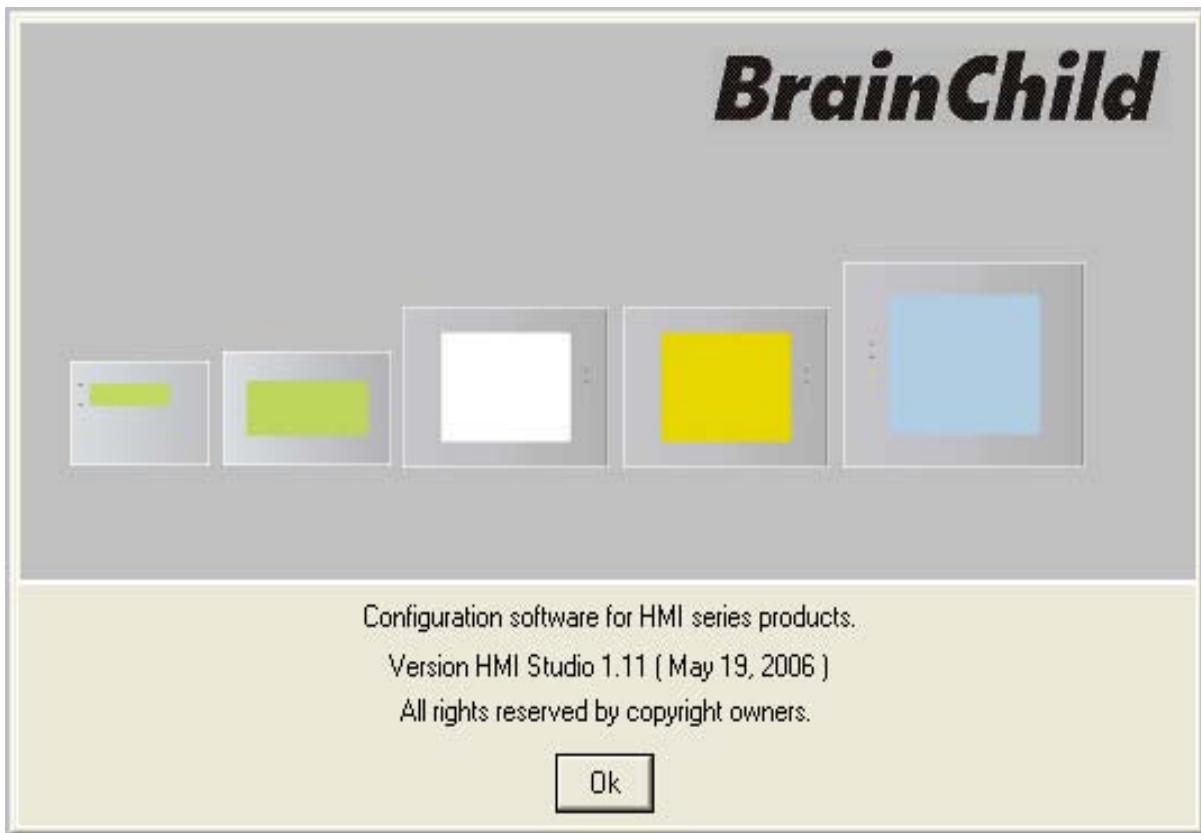 BrainChild
Configuration software for HMI series products.
Version HMI Studio 1.11 ( May 19, 2006 )
All rights reserved by copyright owners.
Ok